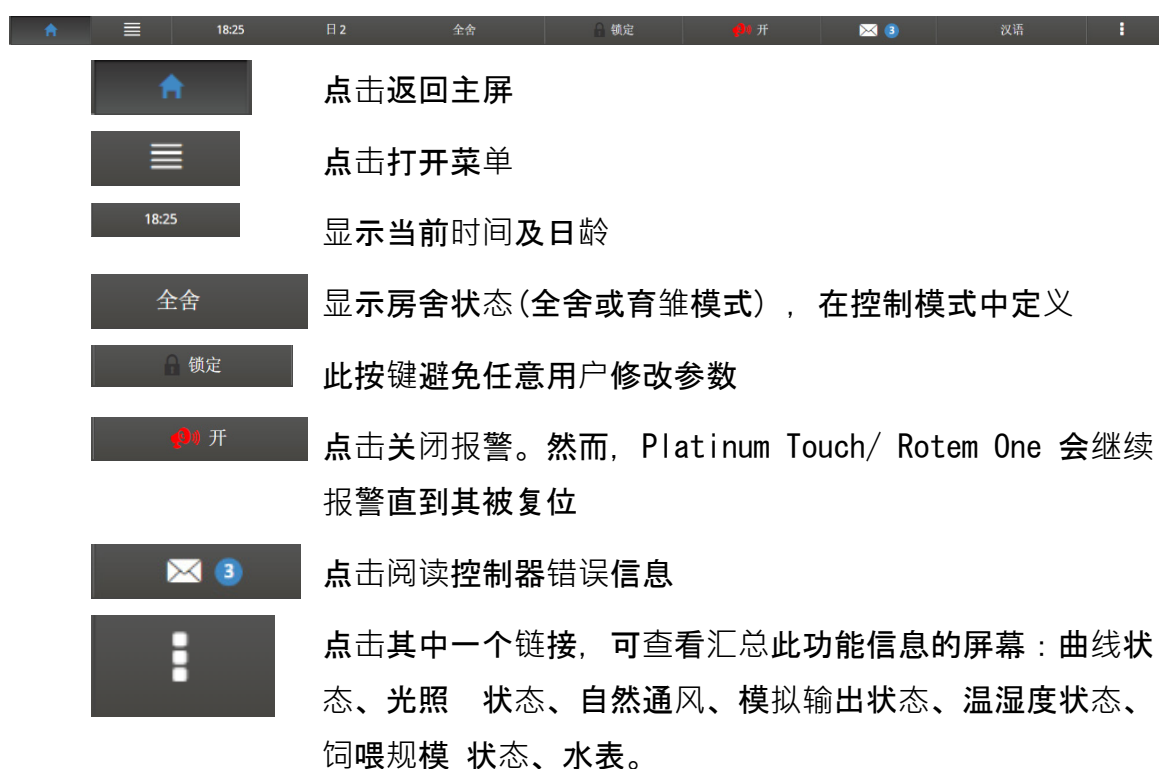 18:25 日 2 全舍 锁定 开 3 汉语
点击返回主屏
点击打开菜单
18:25
显示当前时间及日龄
全舍
显示房舍状态(全舍或育雏模式)，在控制模式中定义
锁定
此按键避免任意用户修改参数
开
点击关闭报警。然而，Platinum Touch/ Rotem One 会继续
报警直到其被复位
3
点击阅读控制器错误信息
点击其中一个链接，可查看汇总此功能信息的屏幕：曲线状
态、光照 状态、自然通风、模拟输出状态、温湿度状态、
饲喂规模 状态、水表。